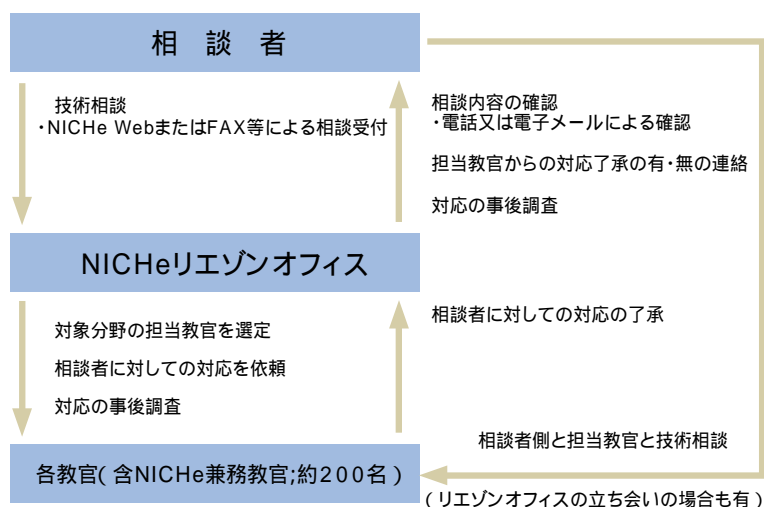 相 談 者
技術相談
・NICHe WebまたはFAX等による相談受付
相談内容の確認
・電話又は電子メールによる確認
担当教官からの対応了承の有・無の連絡
対応の事後調査
NICHeリエゾンオフィス
対象分野の担当教官を選定
相談者に対しての対応を依頼
対応の事後調査
相談者に対しての対応の了承
相談者側と担当教官と技術相談
各教官(含NICHe兼務教官;約200名)
(リエゾンオフィスの立ち会いの場合も有)